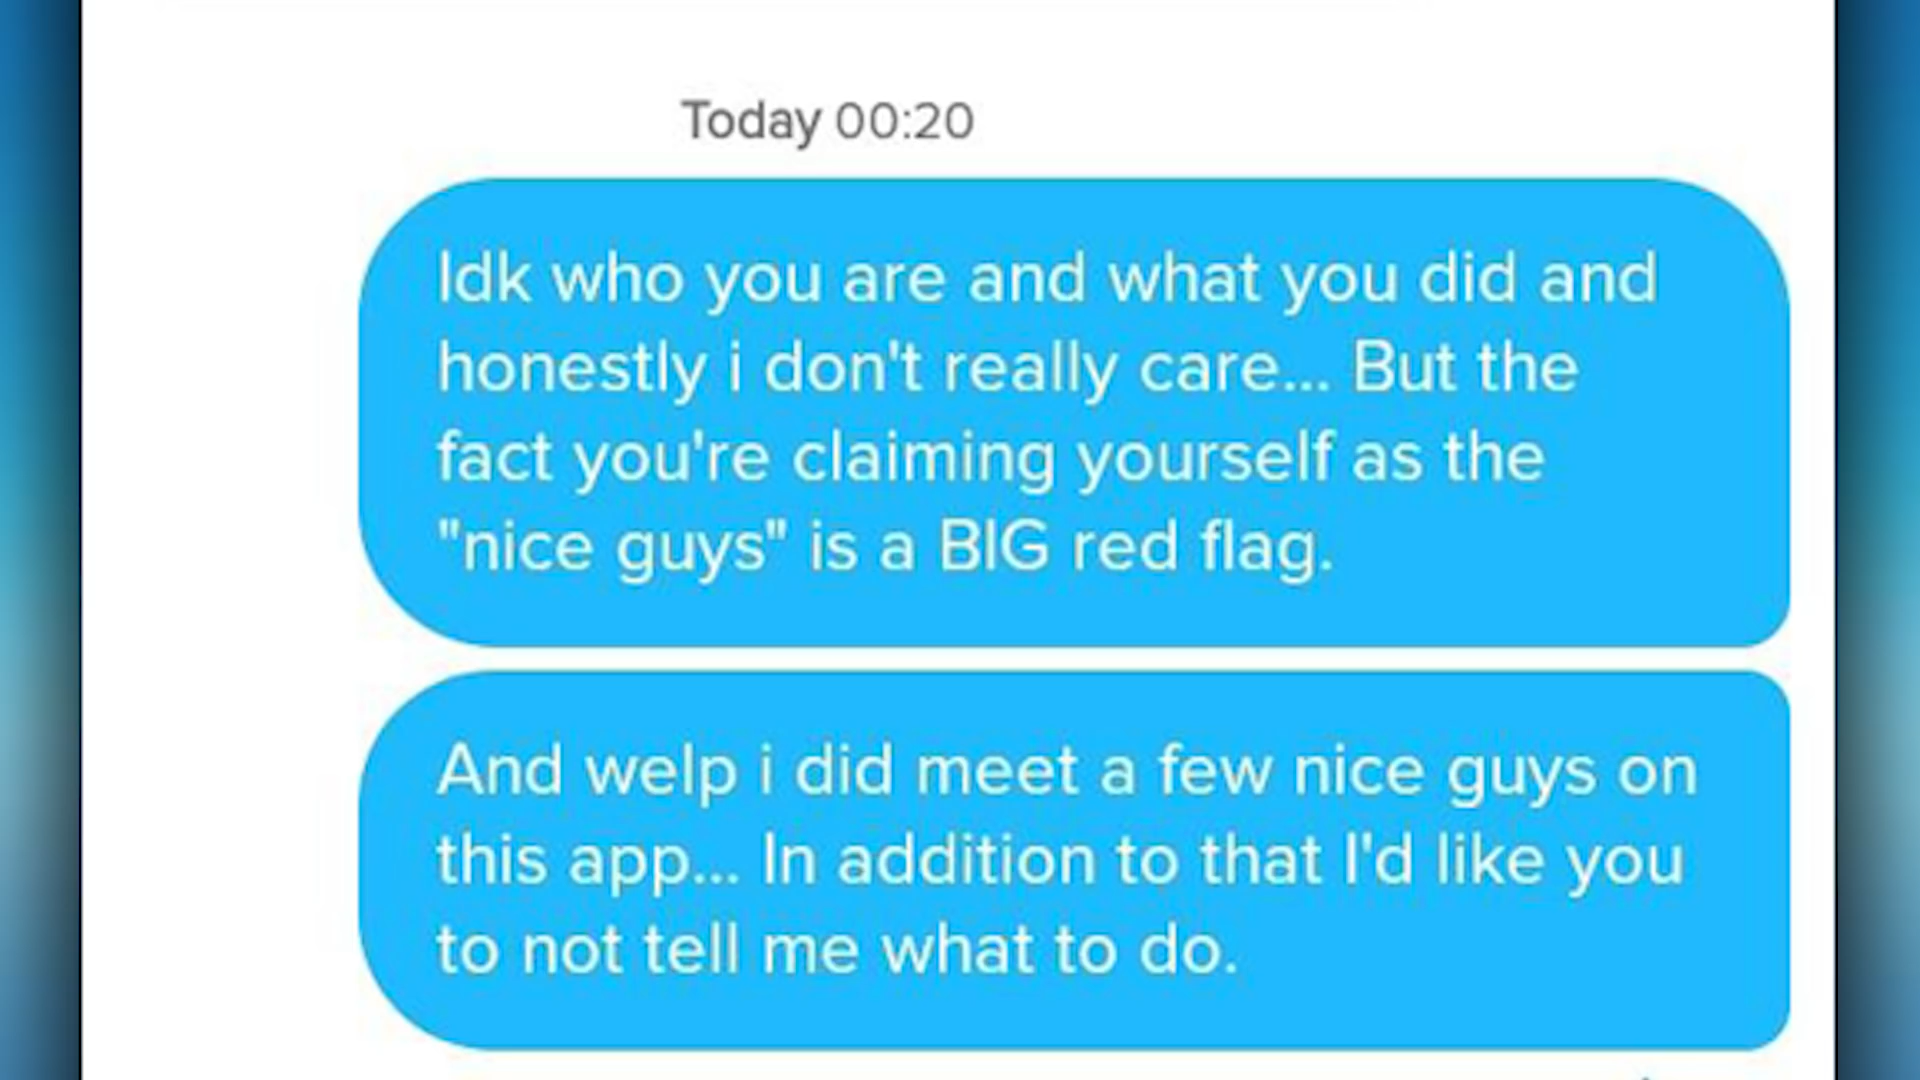 Today 00:20
Idk who you are and what you did and
honestly i don't really care... But the
fact you're claiming yourself as the
"nice guys" is a BIG red flag.
And welp i did meet a few nice guys on
this app... In addition to that I'd like you
to not tell me what to do.